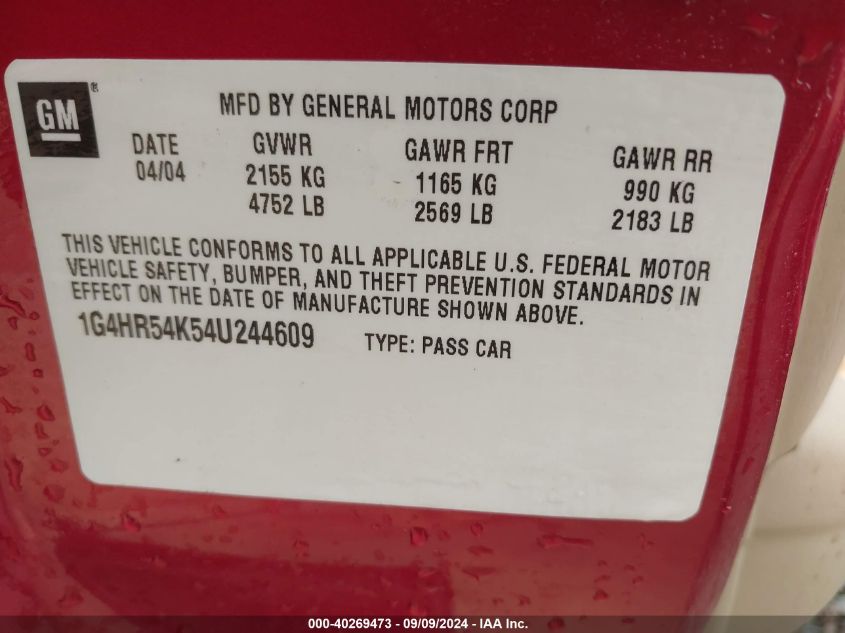 GM®
MFD BY GENERAL MOTORS CORP
DATE GVWR GAWR FRT GAWR RR
04/04 2155 KG 1165 KG 990 KG
4752 LB 2569 LB 2183 LB
THIS VEHICLE CONFORMS TO ALL APPLICABLE U.S. FEDERAL MOTOR
VEHICLE SAFETY, BUMPER, AND THEFT PREVENTION STANDARDS IN
EFFECT ON THE DATE OF MANUFACTURE SHOWN ABOVE.
1G4HR54K54U244609 TYPE: PASS CAR
000-40269473 - 09/09/2024 - IAA Inc.